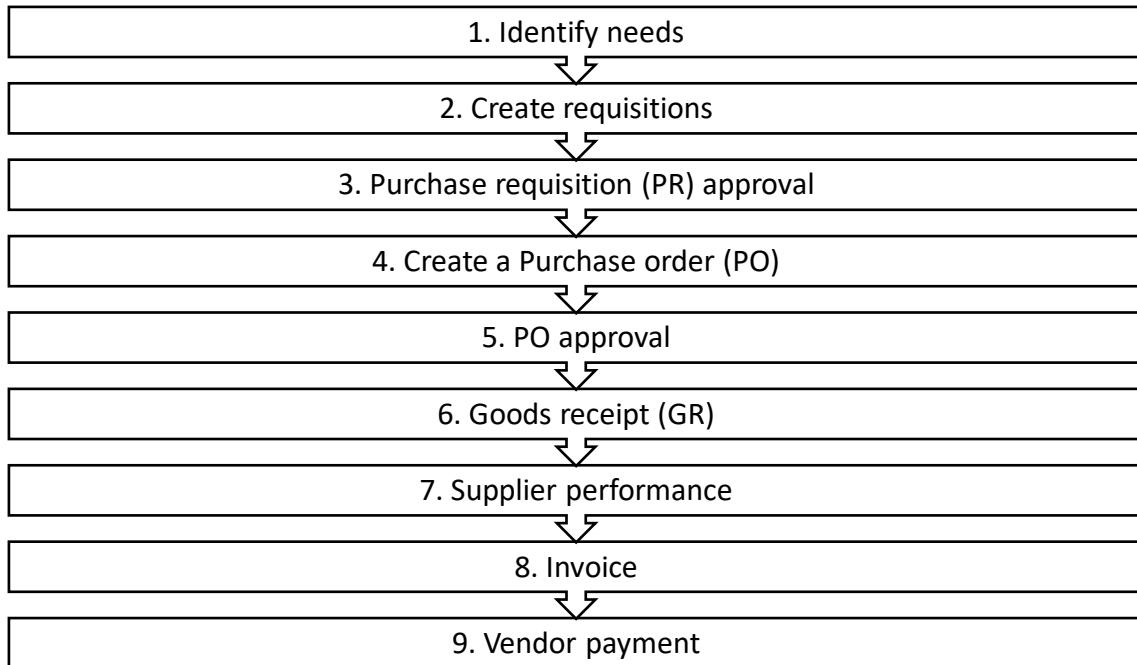 1. Identify needs
2. Create requisitions
3. Purchase requisition (PR) approval
4. Create a Purchase order (PO)
5. PO approval
6. Goods receipt (GR)
7. Supplier performance
8. Invoice
9. Vendor payment